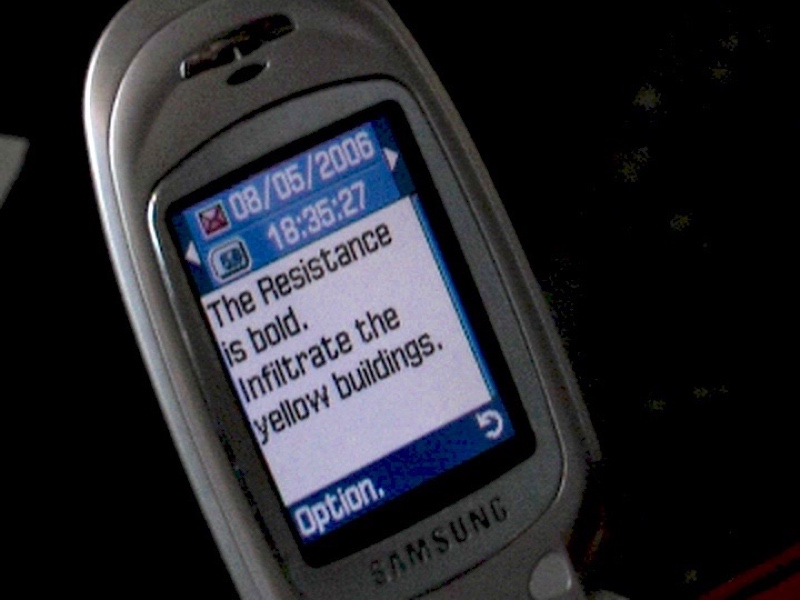 08/05/2006
18:35:27
The Resistance
is bold.
Infiltrate the
yellow buildings.
Option.
SAMSUNG